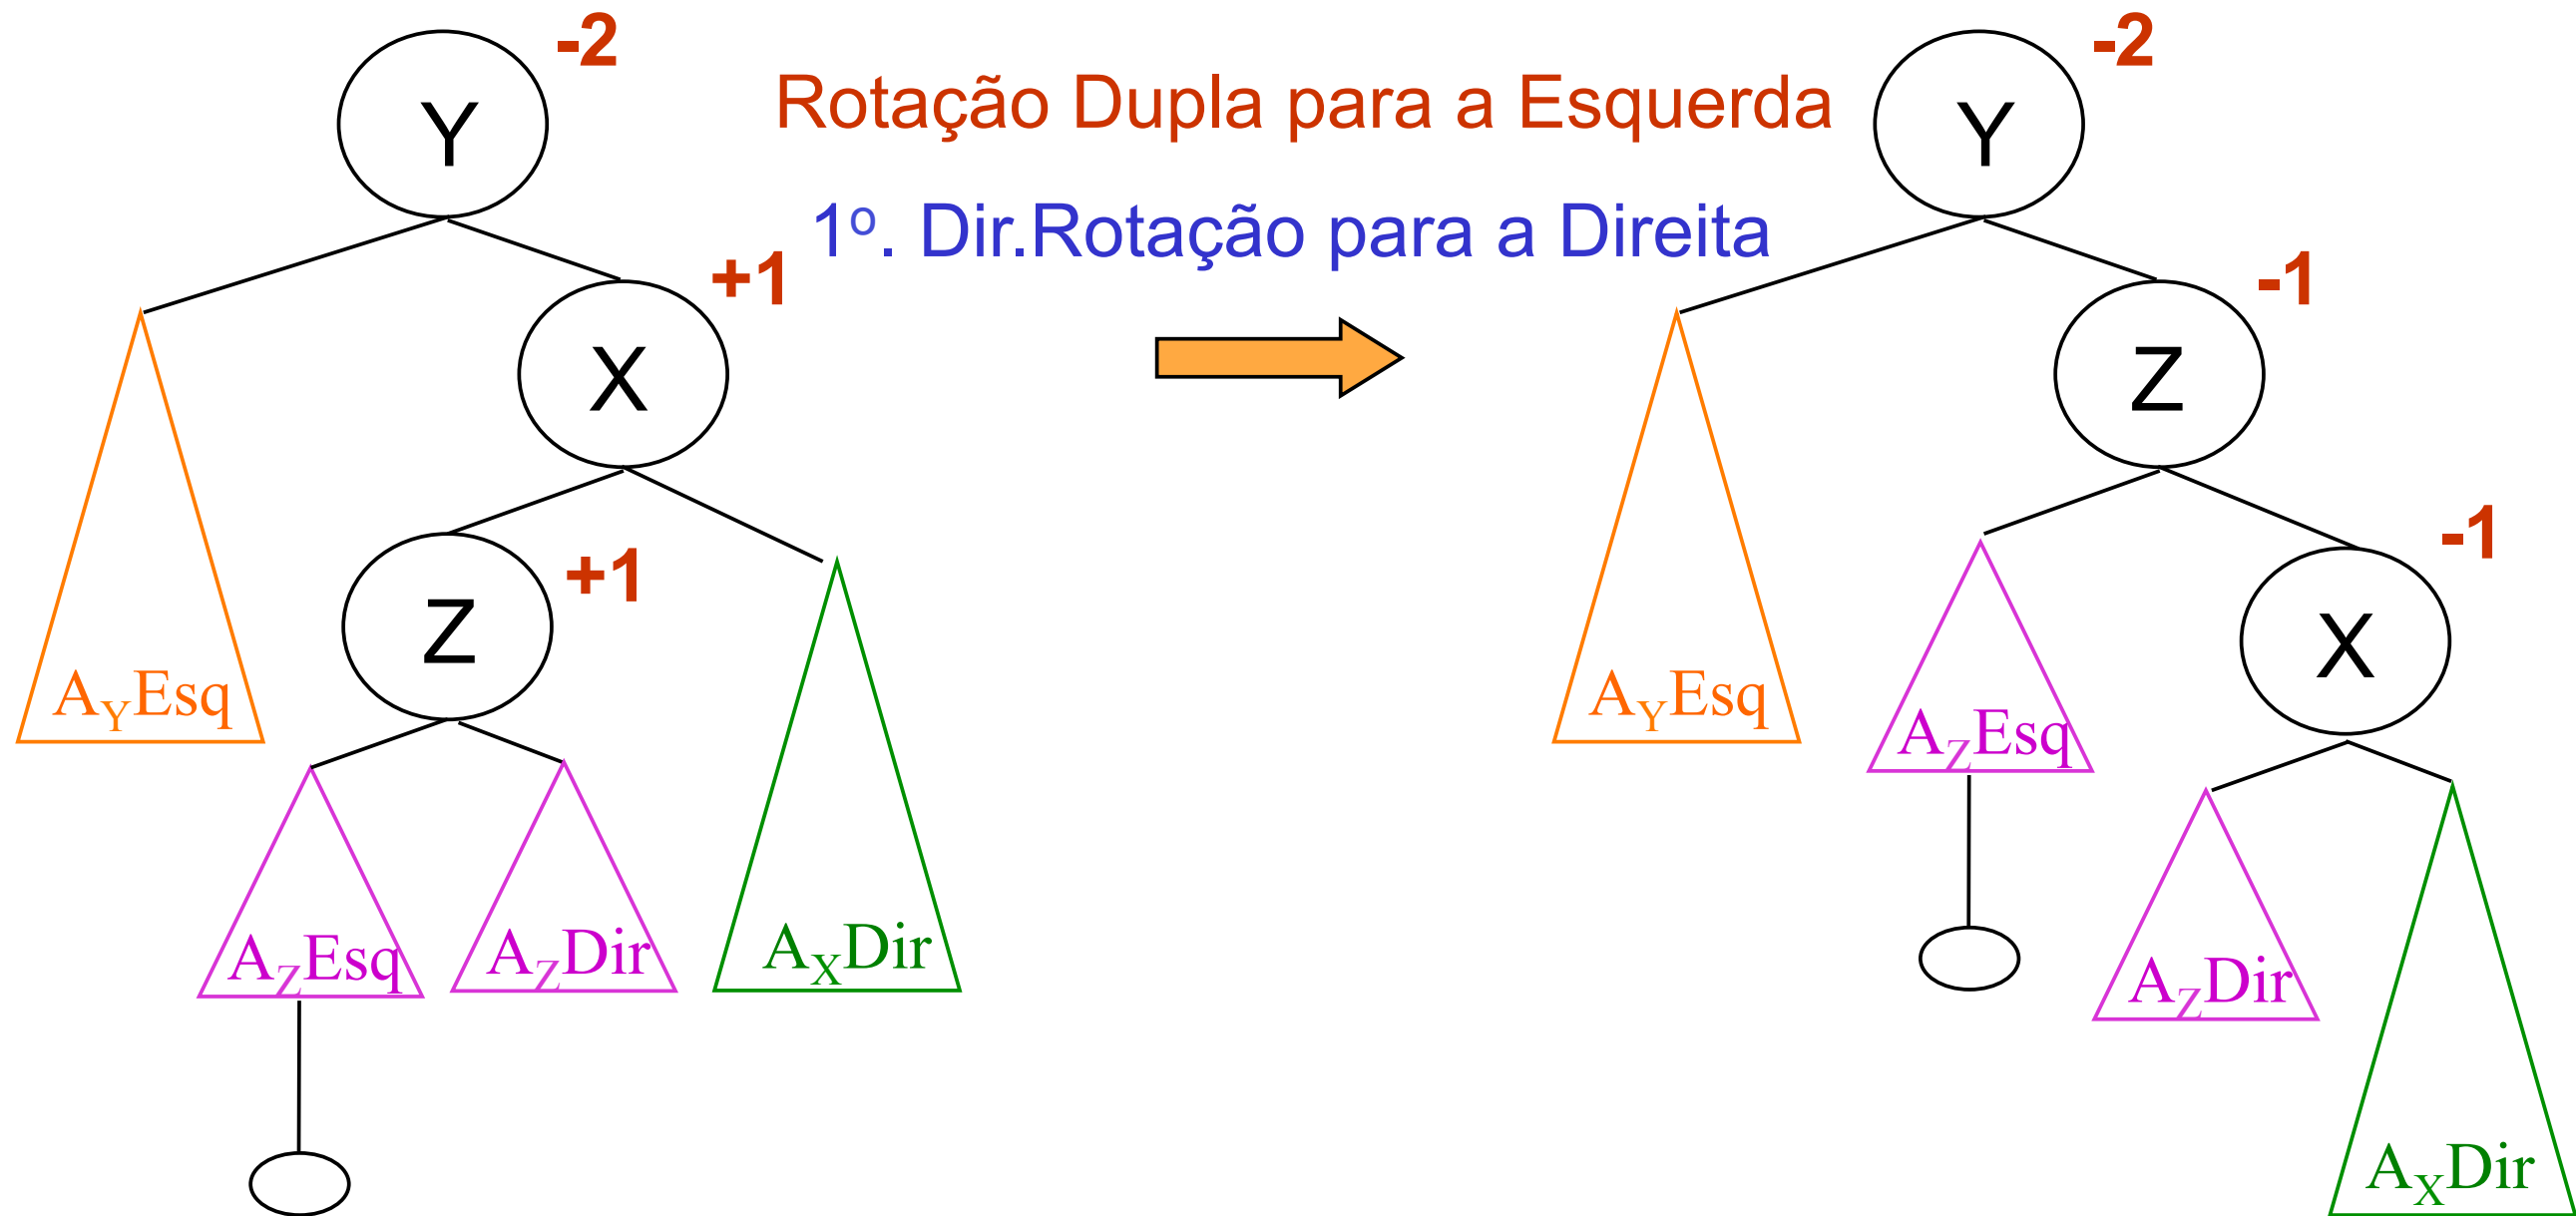 -2
Y
+1
X
+1
Z
AYEsq
AZEsq
AZDir
AXDir
Rotação Dupla para a Esquerda
1º. Dir.Rotação para a Direita
-2
Y
-1
Z
-1
X
AYEsq
AZEsq
AZDir
AXDir